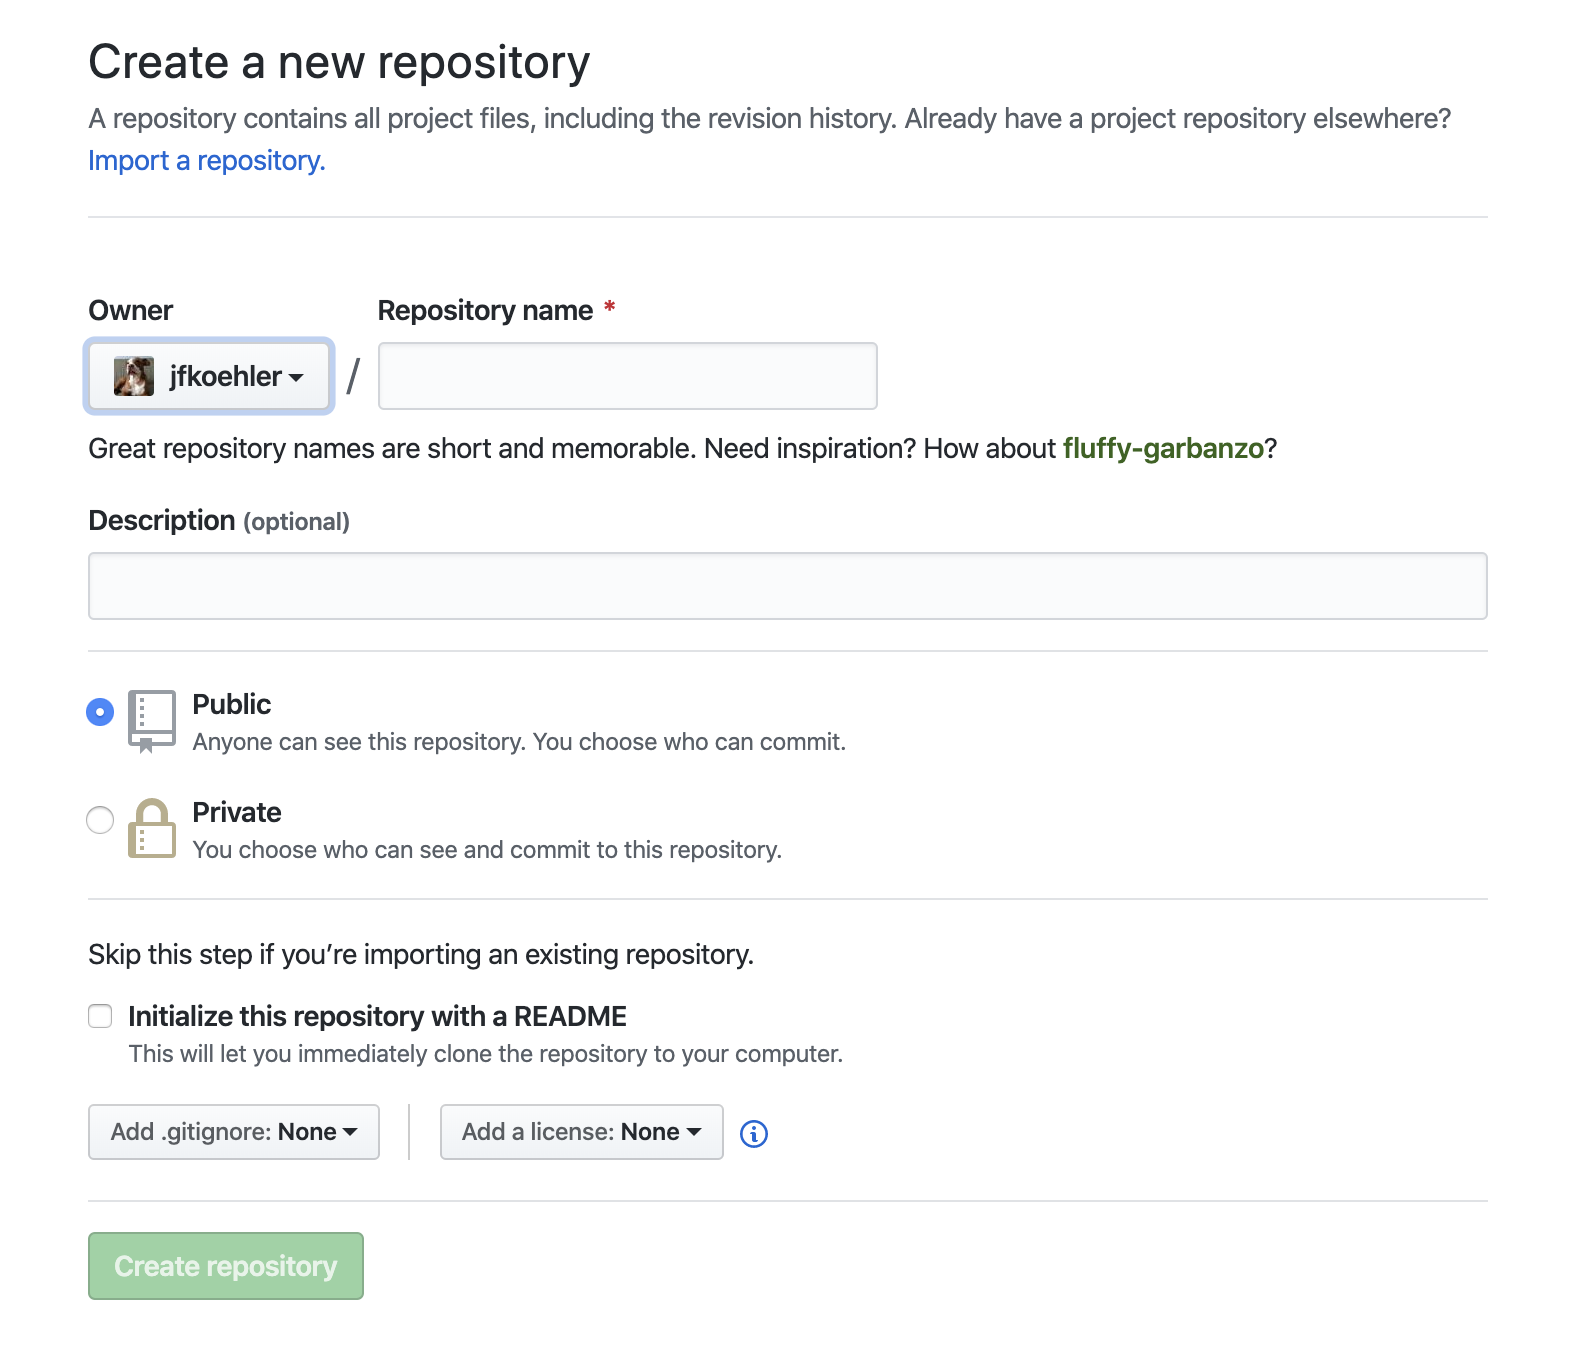 Create a new repository
A repository contains all project files, including the revision history. Already have a project repository elsewhere?
Import a repository.
Owner
Repository name *
jfkoehler
/
Great repository names are short and memorable. Need inspiration? How about fluffy-garbanzo?
Description (optional)
Public
Anyone can see this repository. You choose who can commit.
Private
You choose who can see and commit to this repository.
Skip this step if you’re importing an existing repository.
Initialize this repository with a README
This will let you immediately clone the repository to your computer.
Add .gitignore: None
Add a license: None
Create repository